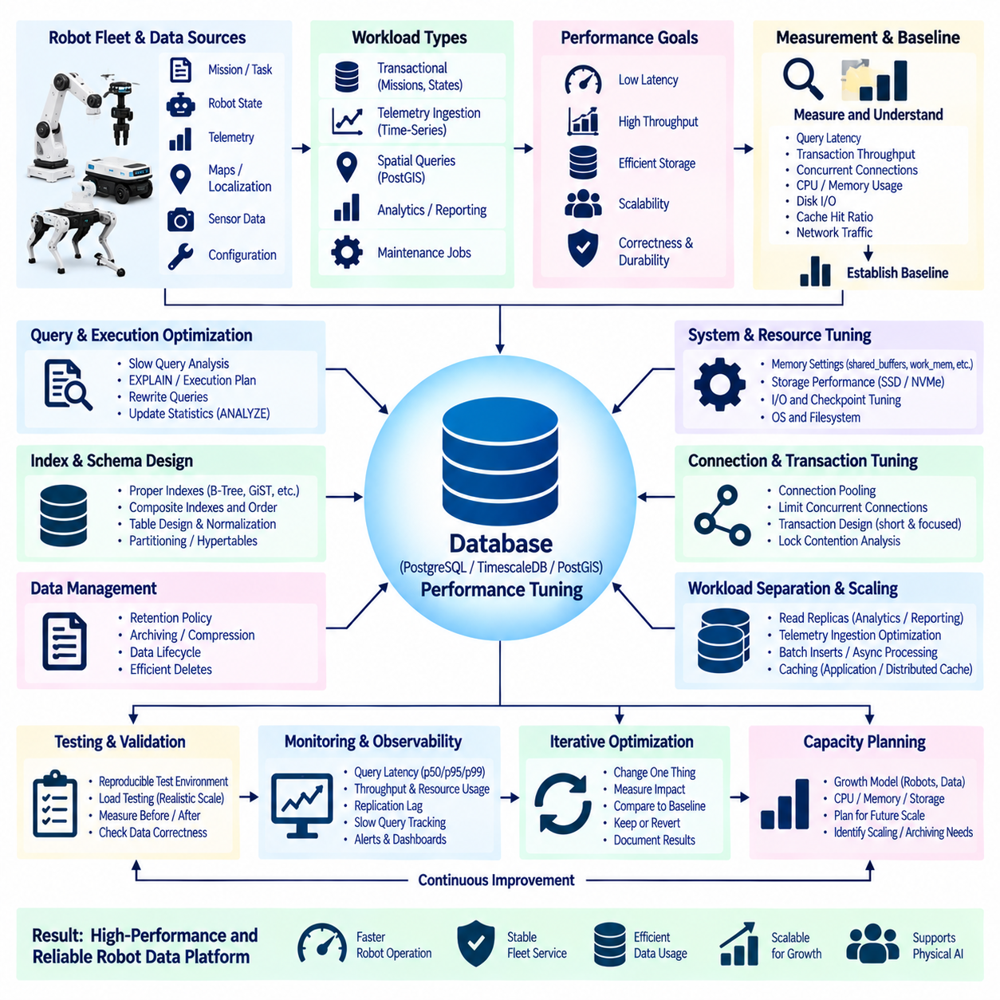 Robot Fleet & Data Sources
Mission / Task
Robot State
Telemetry
Maps /
Localization
Sensor Data
Configuration
Workload Types
Transactional
(Missions, States)
Telemetry Ingestion
(Time-Series)
Spatial Queries
(PostGIS)
Analytics / Reporting
Maintenance Jobs
Performance Goals
Low Latency
High Throughput
Efficient Storage
Scalability
Correctness &
Durability
Measurement & Baseline
Measure and Understand
• Query Latency
• Transaction Throughput
• Concurrent Connections
• CPU / Memory Usage
• Disk I/O
• Cache Hit Ratio
• Network Traffic
Establish Baseline
Query & Execution Optimization
• Slow Query Analysis
• EXPLAIN / Execution Plan
• Rewrite Queries
• Update Statistics (ANALYZE)
Index & Schema Design
• Proper Indexes (B-Tree, GiST, etc.)
• Composite Indexes and Order
• Table Design & Normalization
• Partitioning / Hypertables
Data Management
• Retention Policy
• Archiving / Compression
• Data Lifecycle
• Efficient Deletes
Database
(PostgreSQL / TimescaleDB / PostGIS)
Performance Tuning
System & Resource Tuning
• Memory Settings (shared_buffers, work_mem, etc.)
• Storage Performance (SSD / NVMe)
• I/O and Checkpoint Tuning
• OS and Filesystem
Connection & Transaction Tuning
• Connection Pooling
• Limit Concurrent Connections
• Transaction Design (short & focused)
• Lock Contention Analysis
Workload Separation & Scaling
• Read Replicas (Analytics / Reporting)
• Telemetry Ingestion Optimization
• Batch Inserts / Async Processing
• Caching (Application / Distributed Cache)
Testing & Validation
• Reproducible Test Environment
• Load Testing (Realistic Scale)
• Measure Before / After
• Check Data Correctness
Monitoring & Observability
• Query Latency (p50/p95/p99)
• Throughput & Resource Usage
• Replication Lag
• Slow Query Tracking
• Alerts & Dashboards
Iterative Optimization
• Change One Thing
• Measure Impact
• Compare to Baseline
• Keep or Revert
• Document Results
Capacity Planning
• Growth Model (Robots, Data)
• CPU / Memory / Storage
• Plan for Future Scale
• Identify Scaling / Archiving Needs
Continuous Improvement
Result: High-Performance and
Reliable Robot Data Platform
Faster
Robot Operation
Stable
Fleet Service
Efficient
Data Usage
Scalable
for Growth
Supports
Physical AI